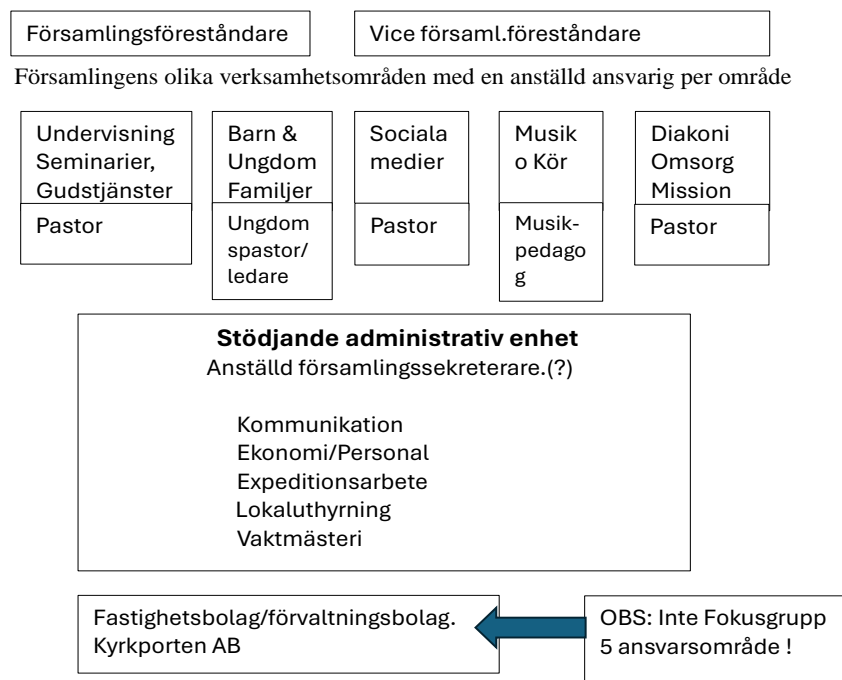 Församlingsföreståndare
Vice församl.föreståndare
Församlingens olika verksamhetsområden med en anställd ansvarig per område
Undervisning
Seminarier,
Gudstjänster
Pastor
Barn &
Ungdom
Familjer
Ungdom
spastor/
ledare
Sociala
medier
Pastor
Musik
o Kör
Musik-
pedago
g
Diakoni
Omsorg
Mission
Pastor
Stödjande administrativ enhet
Anställd församlingssekreterare.(?)
Kommunikation
Ekonomi/Personal
Expeditionsarbete
Lokaluthyrning
Vaktmästeri
Fastighetsbolag/förvaltningsbolag.
Kyrkporten AB
OBS: Inte Fokusgrupp
5 ansvarsområde !